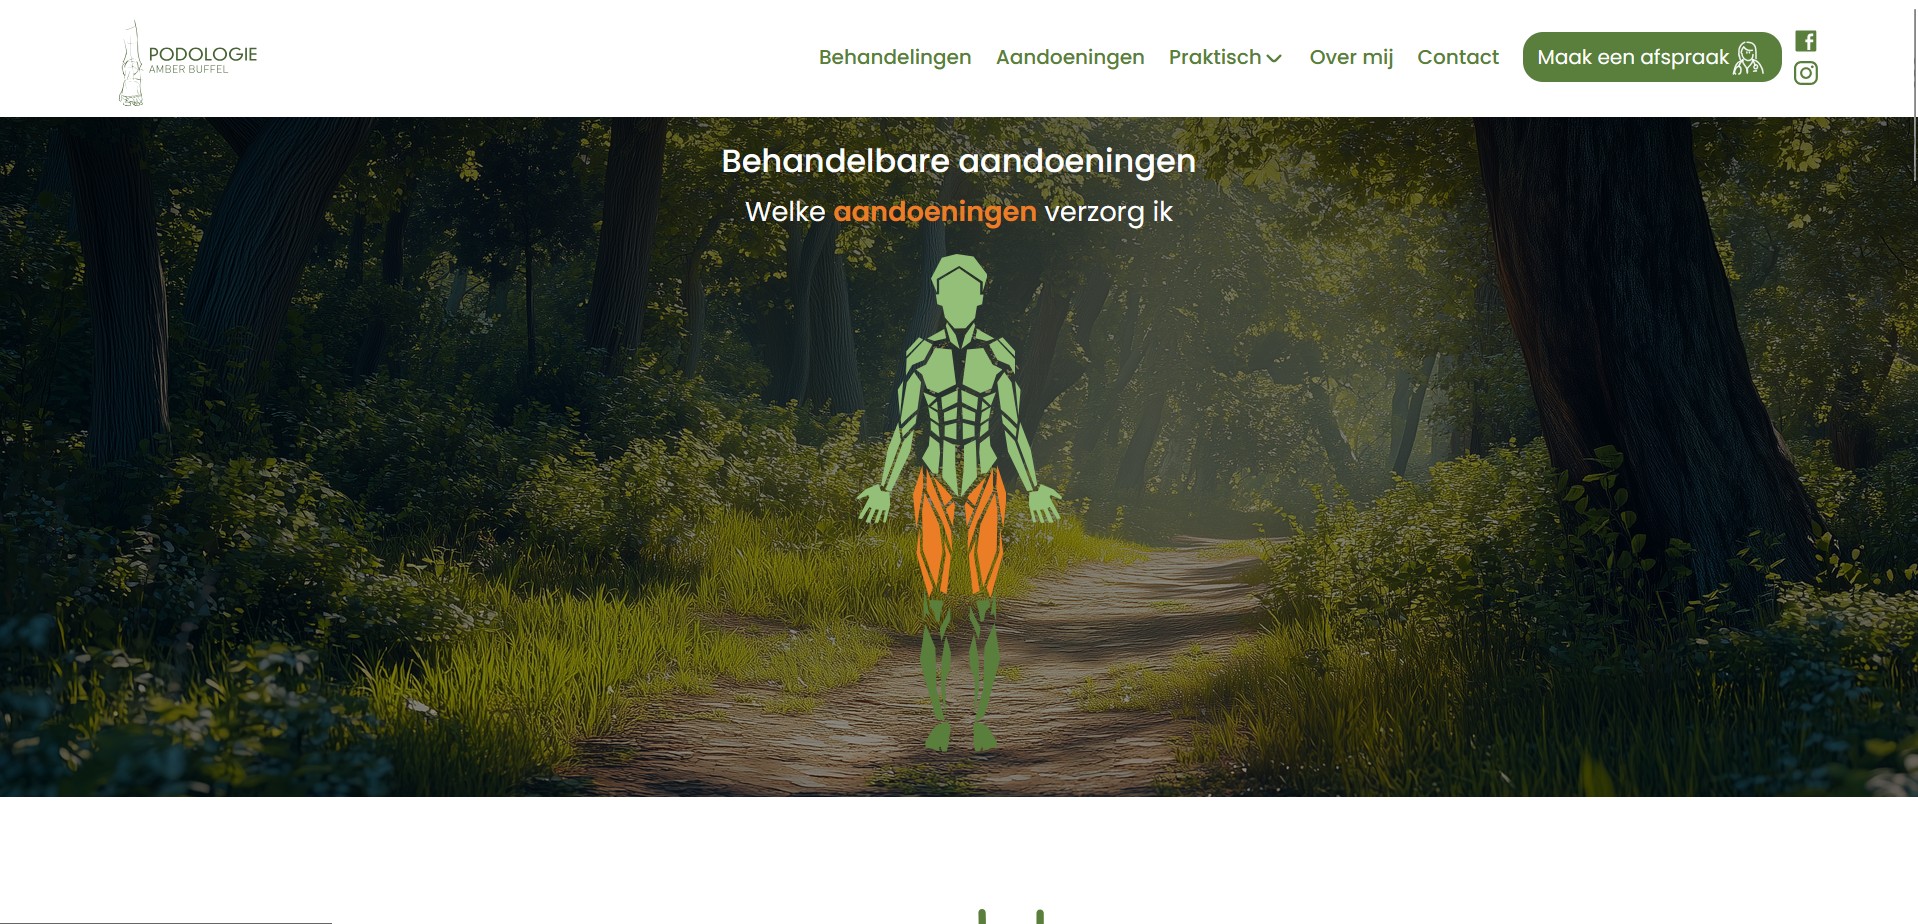 PODOLOGIE
AMBER BUFFEL
Behandelingen Aandoeningen Praktisch Over mij Contact Maak een afspraak
Behandelbare aandoeningen
Welke aandoeningen verzorg ik